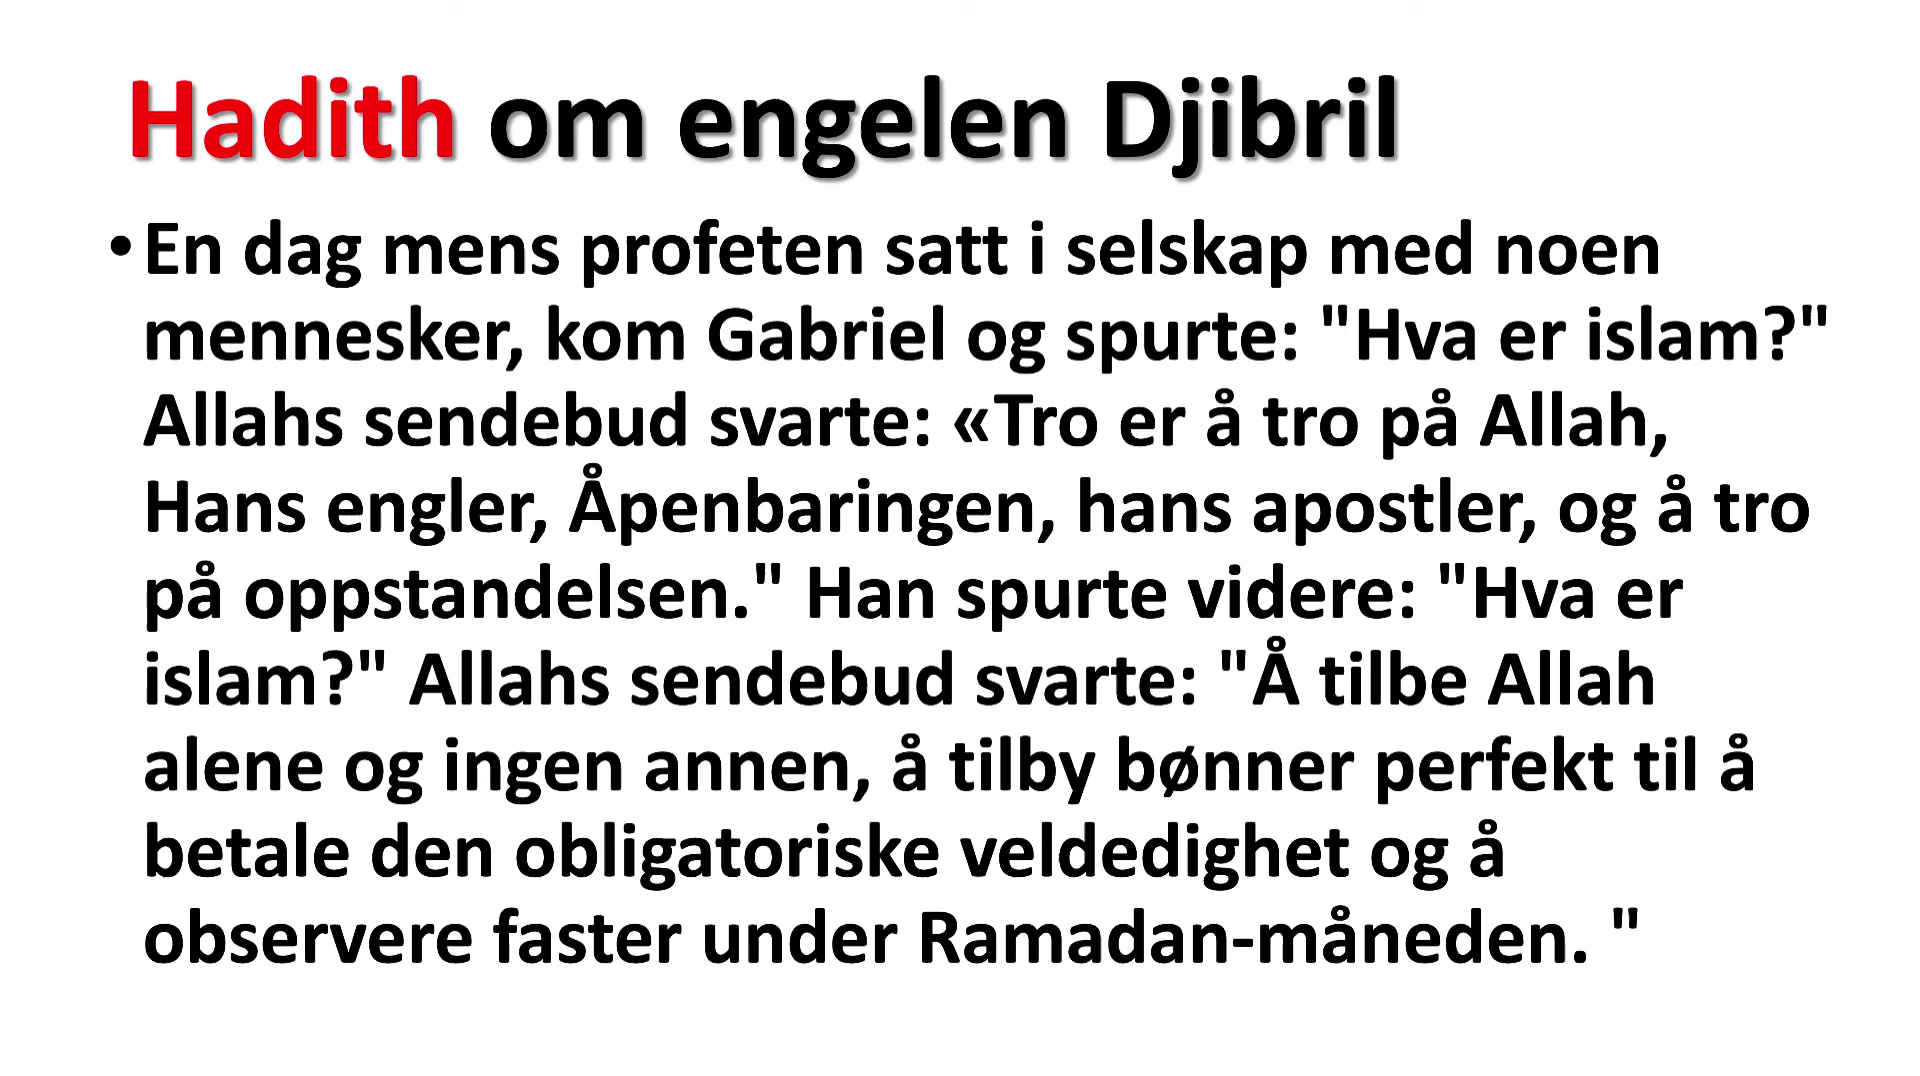 Hadith om engelen Djibril
•En dag mens profeten satt i selskap med noen
mennesker, kom Gabriel og spurte: "Hva er islam?"
Allahs sendebud svarte: «Tro er å tro på Allah,
Hans engler, Åpenbaringen, hans apostler, og å tro
på oppstandelsen." Han spurte videre: "Hva er
islam?" Allahs sendebud svarte: "Å tilbe Allah
alene og ingen annen, å tilby bønner perfekt til å
betale den obligatoriske veldedighet og å
observere faster under Ramadan-måneden. "